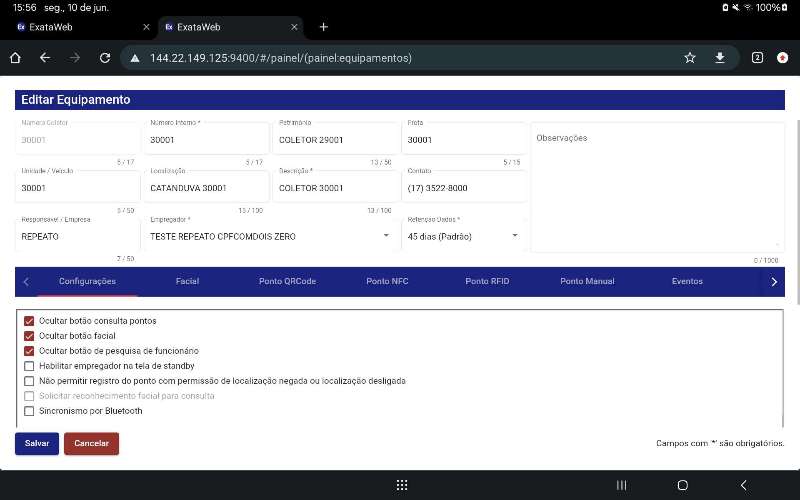 15:56 seg., 10 de jun. 100%
ExataWeb ExataWeb
144.22.149.125:9400/#/painel/(painel:equipamentos) 2
Editar Equipamento
Número Coletor Número Interno * Patrimônio Frota
30001 30001 COLETOR 29001 30001 Observações
5 / 17 5 / 17 13 / 50 5 / 15
Unidade / Veículo Localização Descrição * Contato
30001 CATANDUVA 30001 COLETOR 30001 (17) 3522-8000
5 / 50 15 / 100 13 / 100
Responsável / Empresa Empregador * Retenção Dados *
REPEATO TESTE REPEATO CPFCOMDOIS ZERO 45 dias (Padrão)
7 / 50 0 / 1000
Configurações Facial Ponto QRCode Ponto NFC Ponto RFID Ponto Manual Eventos
Ocultar botão consulta pontos
Ocultar botão facial
Ocultar botão de pesquisa de funcionário
Habilitar empregador na tela de standby
Não permitir registro do ponto com permissão de localização negada ou localização desligada
Solicitar reconhecimento facial para consulta
Sincronismo por Bluetooth
Salvar Cancelar Campos com '*' são obrigatórios.